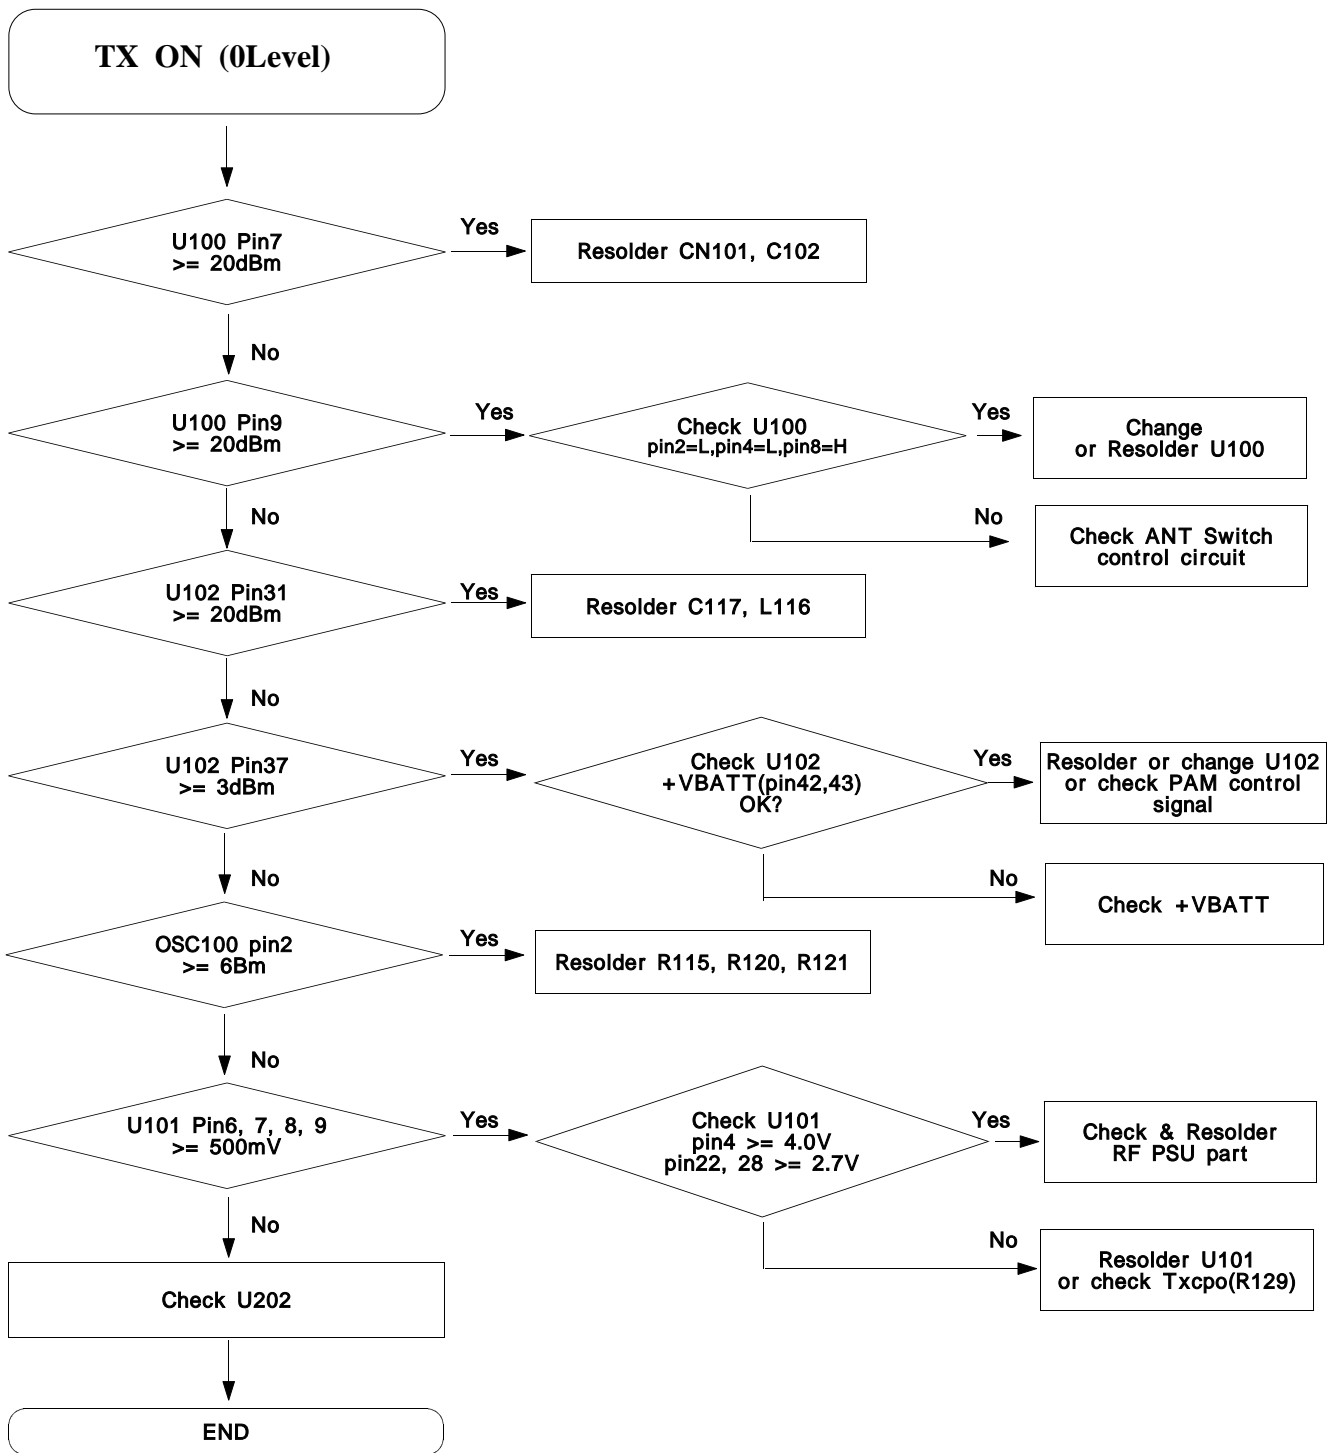 TX ON (0Level)
U100 Pin7
>= 20dBm
Yes
Resolder CN101, C102
No
U100 Pin9
>= 20dBm
Yes
Check U100
pin2=L,pin4=L,pin8=H
Yes
Change
or Resolder U100
No
No
Check ANT Switch
control circuit
U102 Pin31
>= 20dBm
Yes
Resolder C117, L116
No
U102 Pin37
>= 3dBm
Yes
Check U102
+VBATT(pin42,43)
OK?
Yes
Resolder or change U102
or check PAM control
signal
No
No
Check +VBATT
OSC100 pin2
>= 6Bm
Yes
Resolder R115, R120, R121
No
U101 Pin6, 7, 8, 9
>= 500mV
Yes
Check U101
pin4 >= 4.0V
pin22, 28 >= 2.7V
Yes
Check & Resolder
RF PSU part
No
No
Resolder U101
or check Txcpo(R129)
Check U202
END